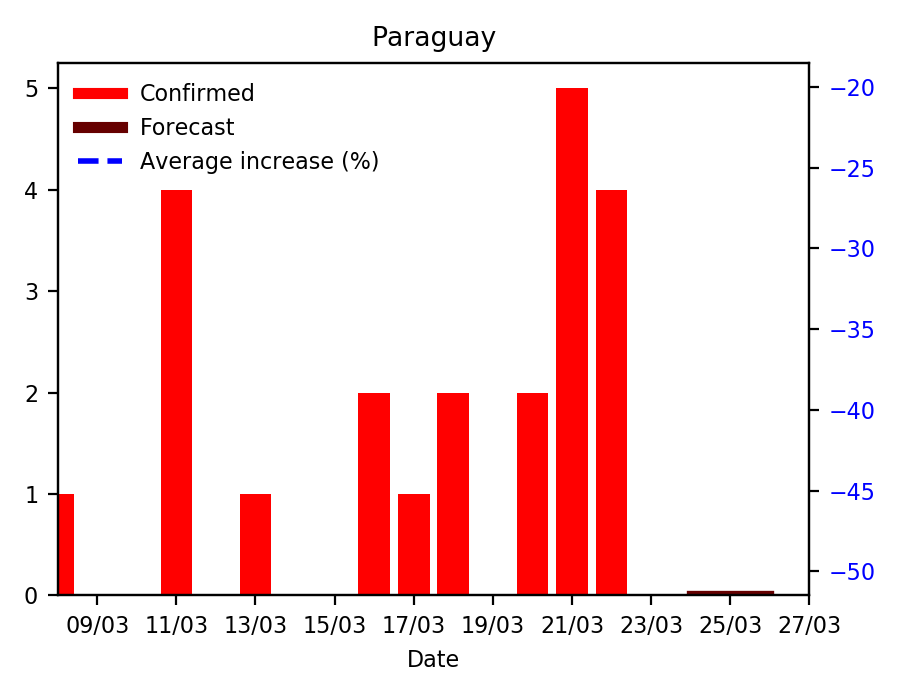 Paraguay
Confirmed
Forecast
Average increase (%)
5
4
3
2
1
0
−20
−25
−30
−35
−40
−45
−50
09/03 11/03 13/03 15/03 17/03 19/03 21/03 23/03 25/03 27/03
Date